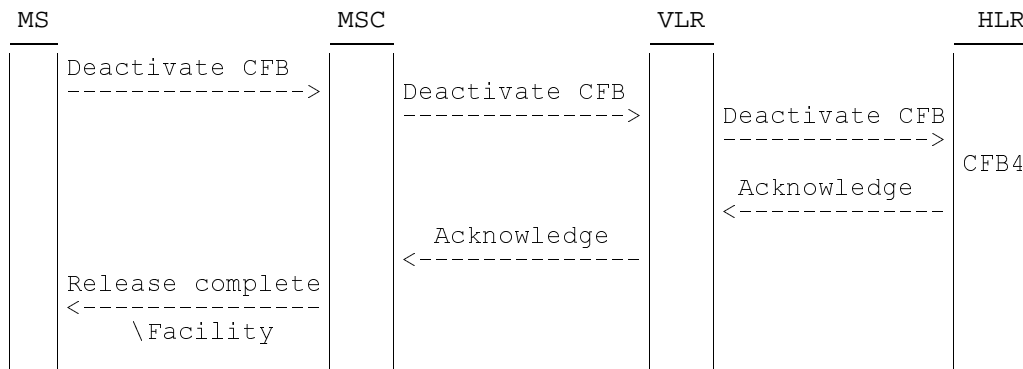 MS MSC VLR HLR
Deactivate CFB
Deactivate CFB
Deactivate CFB
CFB4
Acknowledge
Acknowledge
Release complete
\Facility